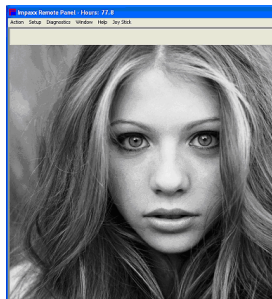 Impaxx Remote Panel - Hours: 77.8
Action Setup Diagnostics Window Help Joy Stick